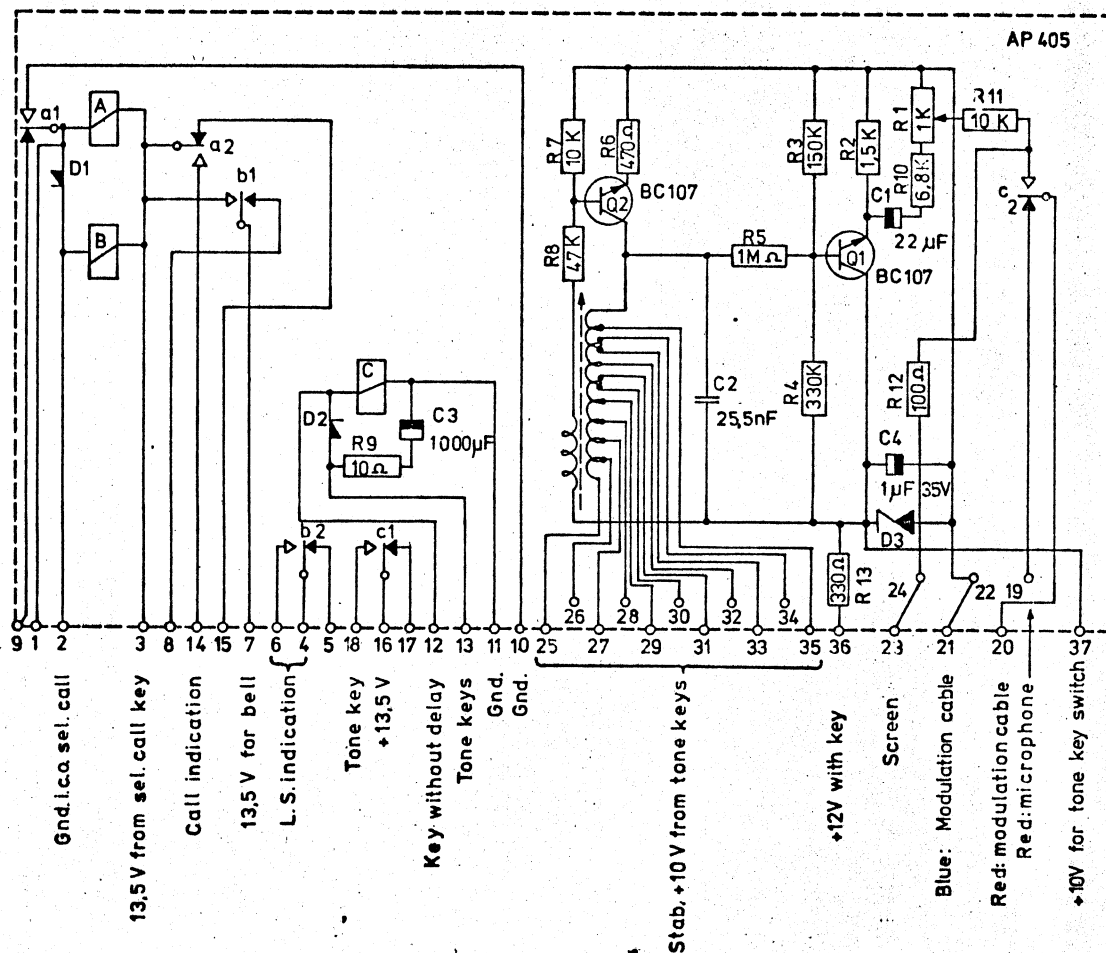 AP 405
a1
A
a2
D1
b1
B
R7
10 K
R6
470Ω
Q2
BC107
R8
47 K
R3
150K
R2
1,5K
R1
1K
R11
10 K
R10
6,8K
C1
22 µF
c2
R5
1M Ω
Q1
BC107
C
D2
C3
1000µF
R9
10Ω
C2
25,5nF
R4
330K
R12
100Ω
C4
1µF 35V
D3
b2
c1
330Ω
R 13
26
28
30
32
34
24
22
19
9 1 2 3 8 14 15 7 6 4 5 18 16 17 12 13 11 10 25 27 29 31 33 35 36 23 21 20 37
Gnd.i.c.o. sel. call
13,5 V from sel. call key
Call indication
13,5 V for bell
L.S. indication
Tone key
+13,5 V
Key without delay
Tone keys
Gnd.
Gnd.
Stab, +10 V from tone keys
+12V with key
Screen
Blue: Modulation cable
Red: modulation cable
Red: microphone
+10V for tone key switch